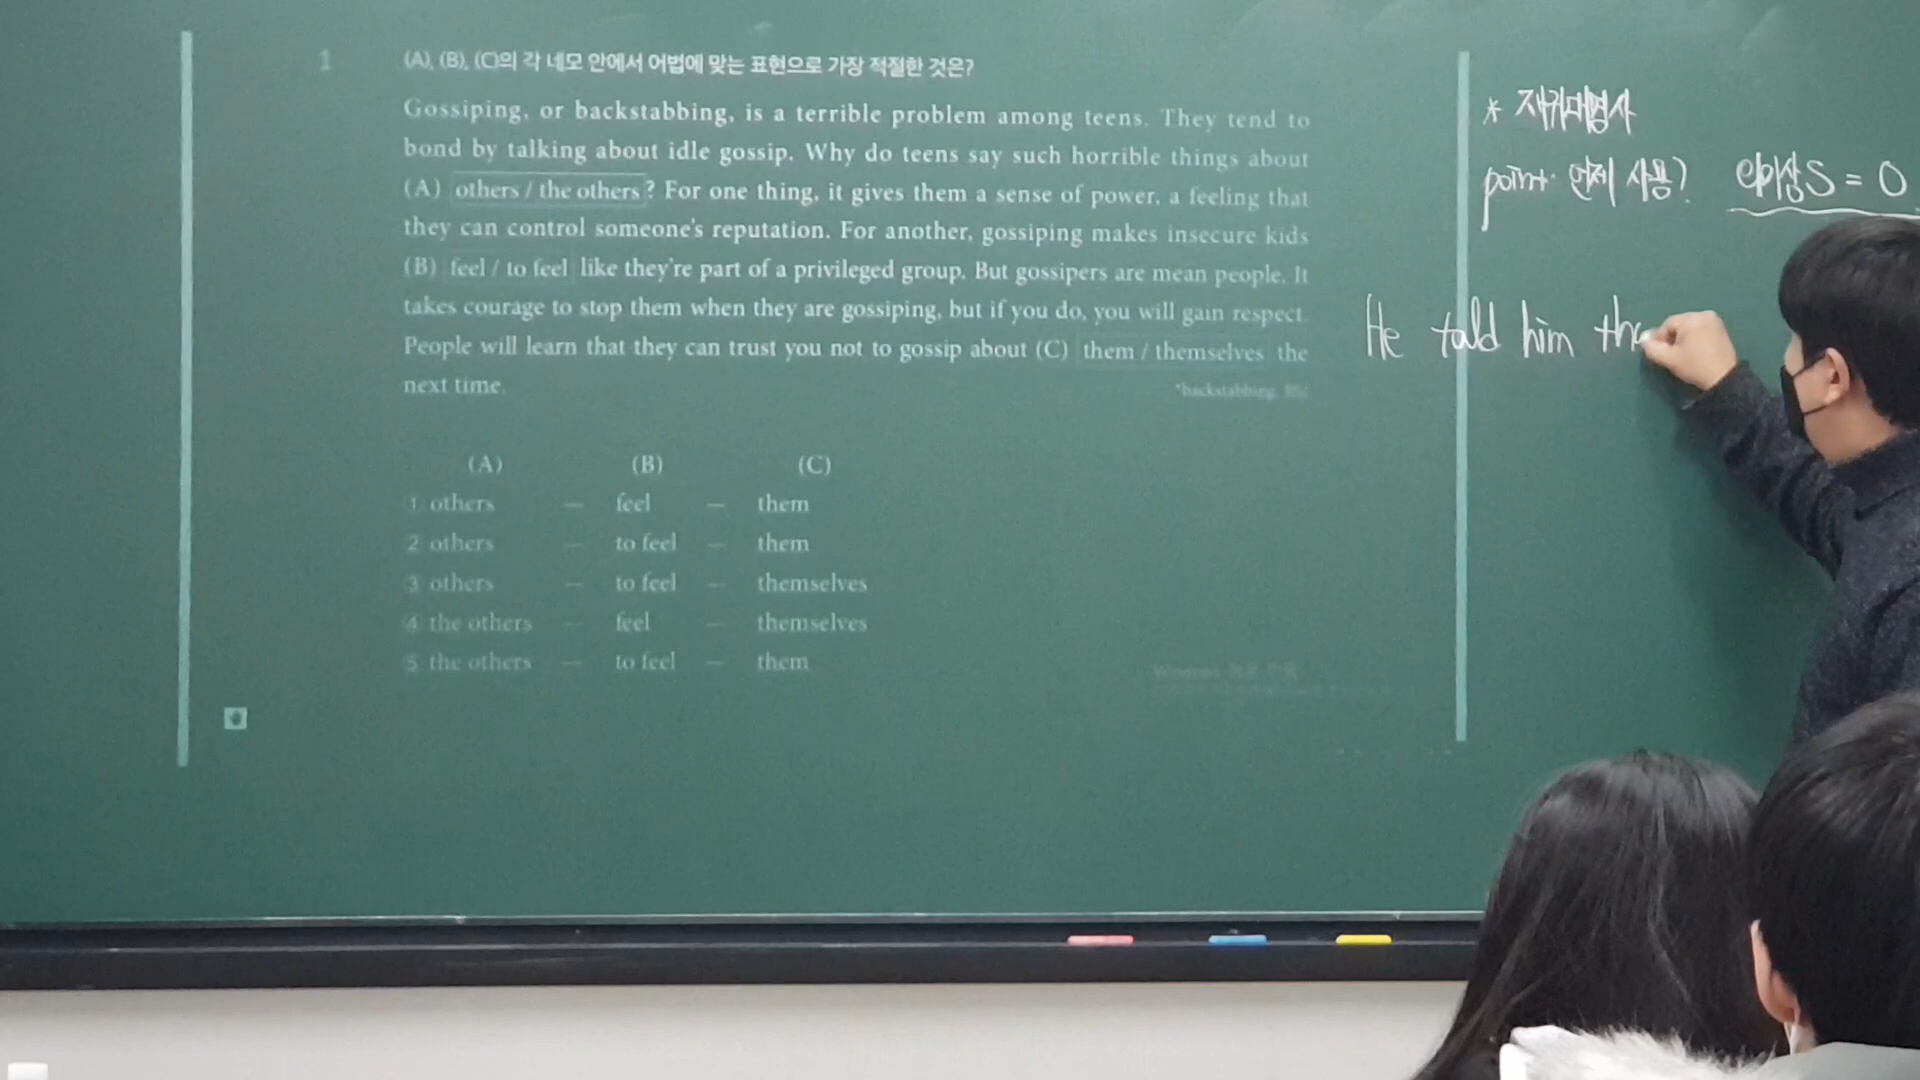 1
(A), (B), (C)의 각 네모 안에서 어법에 맞는 표현으로 가장 적절한 것은?
Gossiping, or backstabbing, is a terrible problem among teens. They tend to
bond by talking about idle gossip. Why do teens say such horrible things about
(A) others / the others ? For one thing, it gives them a sense of power, a feeling that
they can control someone's reputation. For another, gossiping makes insecure kids
(B) feel / to feel like they're part of a privileged group. But gossipers are mean people. It
takes courage to stop them when they are gossiping, but if you do, you will gain respect.
People will learn that they can trust you not to gossip about (C) them / themselves the
next time.
*backstabbing
(A) (B) (C)
① others – feel – them
② others – to feel – them
③ others – to feel – themselves
④ the others – feel – themselves
⑤ the others – to feel – them
Windows
* 재귀대명사
point· 언제 사용? S = O
He told him tha